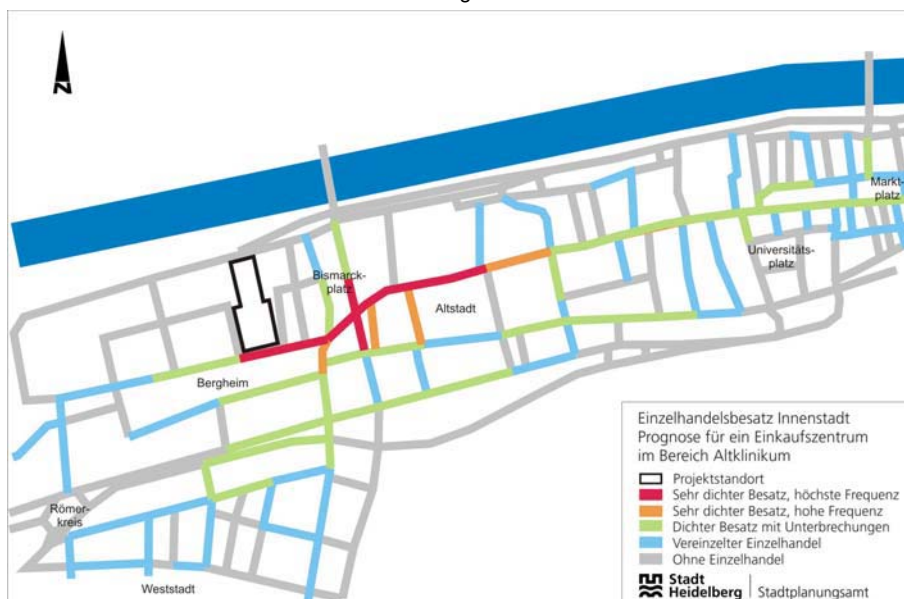 N
Bismarck-
platz
Markt-
platz
Universitäts-
platz
Altstadt
Bergheim
Römer-
kreis
Weststadt
Einzelhandelsbesatz Innenstadt
Prognose für ein Einkaufszentrum
im Bereich Altklinikum
Projektstandort
Sehr dichter Besatz, höchste Frequenz
Sehr dichter Besatz, hohe Frequenz
Dichter Besatz mit Unterbrechungen
Vereinzelter Einzelhandel
Ohne Einzelhandel
Stadt
Heidelberg
Stadtplanungsamt